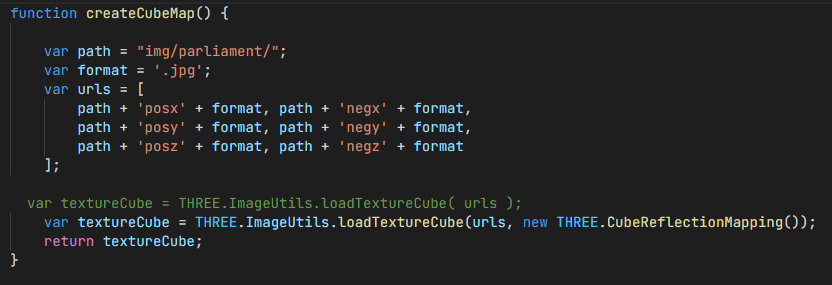 function createCubeMap() {
var path = "img/parliament/";
var format = '.jpg';
var urls = [
path + 'posx' + format, path + 'negx' + format,
path + 'posy' + format, path + 'negy' + format,
path + 'posz' + format, path + 'negz' + format
];
var textureCube = THREE.ImageUtils.loadTextureCube( urls );
var textureCube = THREE.ImageUtils.loadTextureCube(urls, new THREE.CubeReflectionMapping());
return textureCube;
}